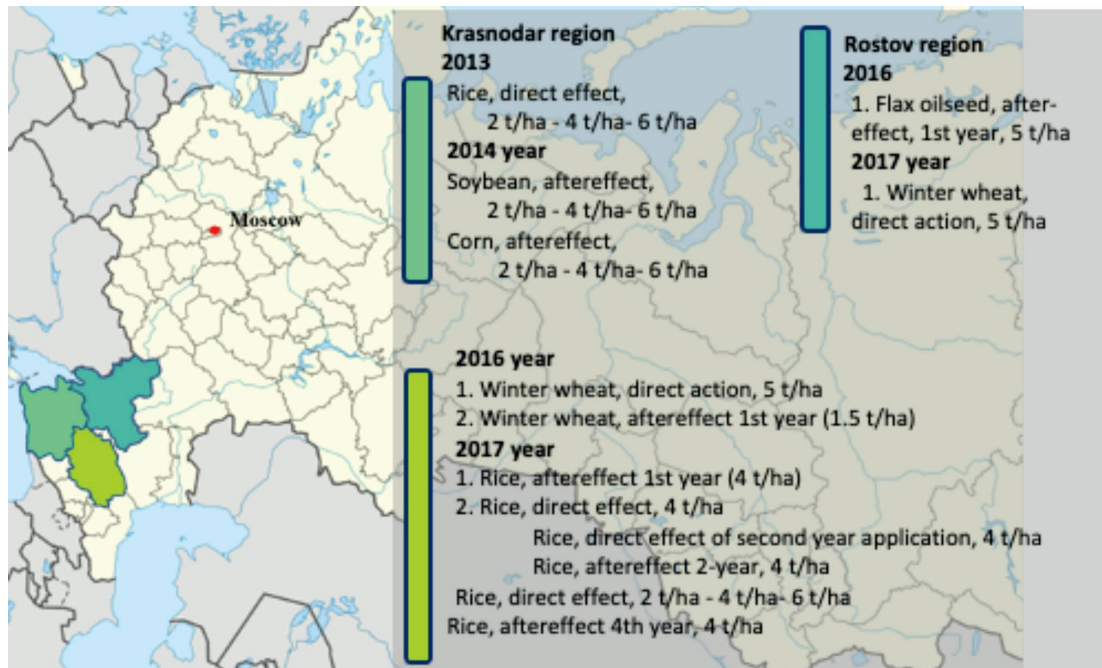 Moscow
Krasnodar region
2013
Rice, direct effect,
2 t/ha - 4 t/ha- 6 t/ha
2014 year
Soybean, aftereffect,
2 t/ha - 4 t/ha- 6 t/ha
Corn, aftereffect,
2 t/ha - 4 t/ha- 6 t/ha
Rostov region
2016
1. Flax oilseed, after-
effect, 1st year, 5 t/ha
2017 year
1. Winter wheat,
direct action, 5 t/ha
2016 year
1. Winter wheat, direct action, 5 t/ha
2. Winter wheat, aftereffect 1st year (1.5 t/ha)
2017 year
1. Rice, aftereffect 1st year (4 t/ha)
2. Rice, direct effect, 4 t/ha
Rice, direct effect of second year application, 4 t/ha
Rice, aftereffect 2-year, 4 t/ha
Rice, direct effect, 2 t/ha - 4 t/ha- 6 t/ha
Rice, aftereffect 4th year, 4 t/ha